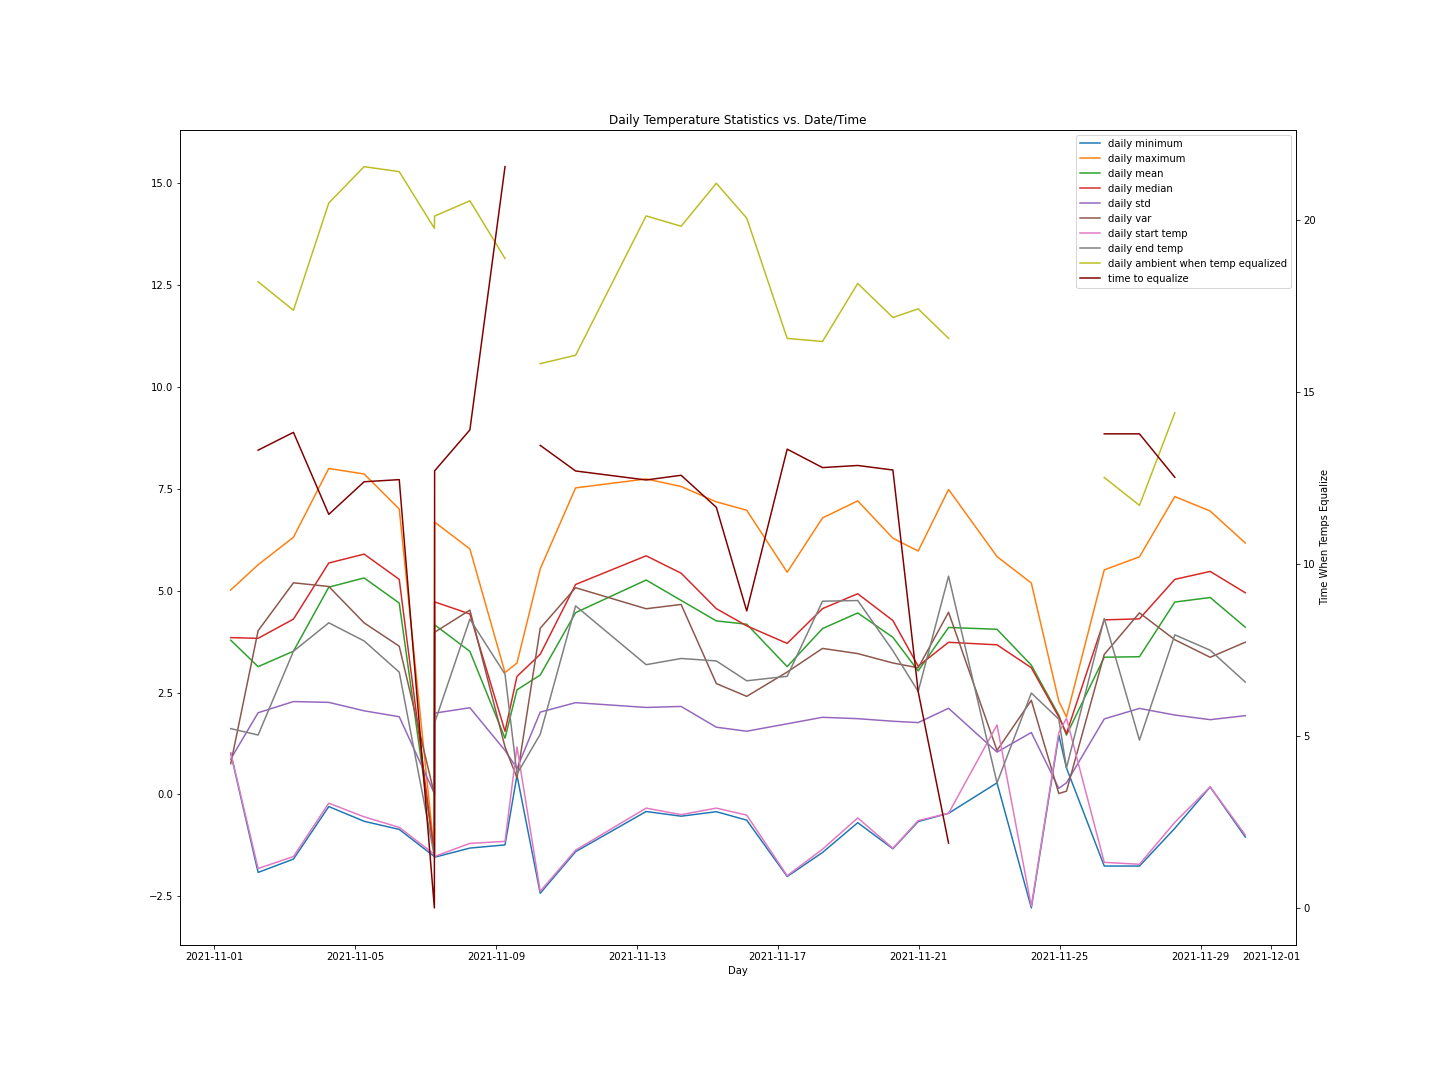 Daily Temperature Statistics vs. Date/Time
daily minimum
daily maximum
daily mean
daily median
daily std
daily var
daily start temp
daily end temp
daily ambient when temp equalized
time to equalize
15.0
12.5
10.0
7.5
5.0
2.5
0.0
−2.5
20
15
10
5
0
Time When Temps Equalize
2021-11-01 2021-11-05 2021-11-09 2021-11-13 2021-11-17 2021-11-21 2021-11-25 2021-11-29 2021-12-01
Day